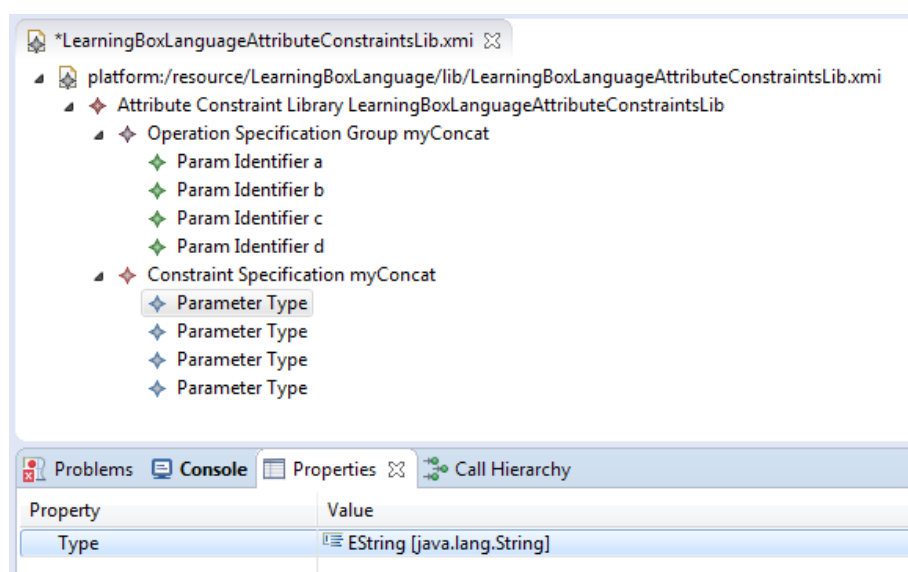 *LearningBoxLanguageAttributeConstraintsLib.xmi
platform:/resource/LearningBoxLanguage/lib/LearningBoxLanguageAttributeConstraintsLib.xmi
Attribute Constraint Library LearningBoxLanguageAttributeConstraintsLib
Operation Specification Group myConcat
Param Identifier a
Param Identifier b
Param Identifier c
Param Identifier d
Constraint Specification myConcat
Parameter Type
Parameter Type
Parameter Type
Parameter Type
Problems Console Properties Call Hierarchy
Property Value
Type EString [java.lang.String]